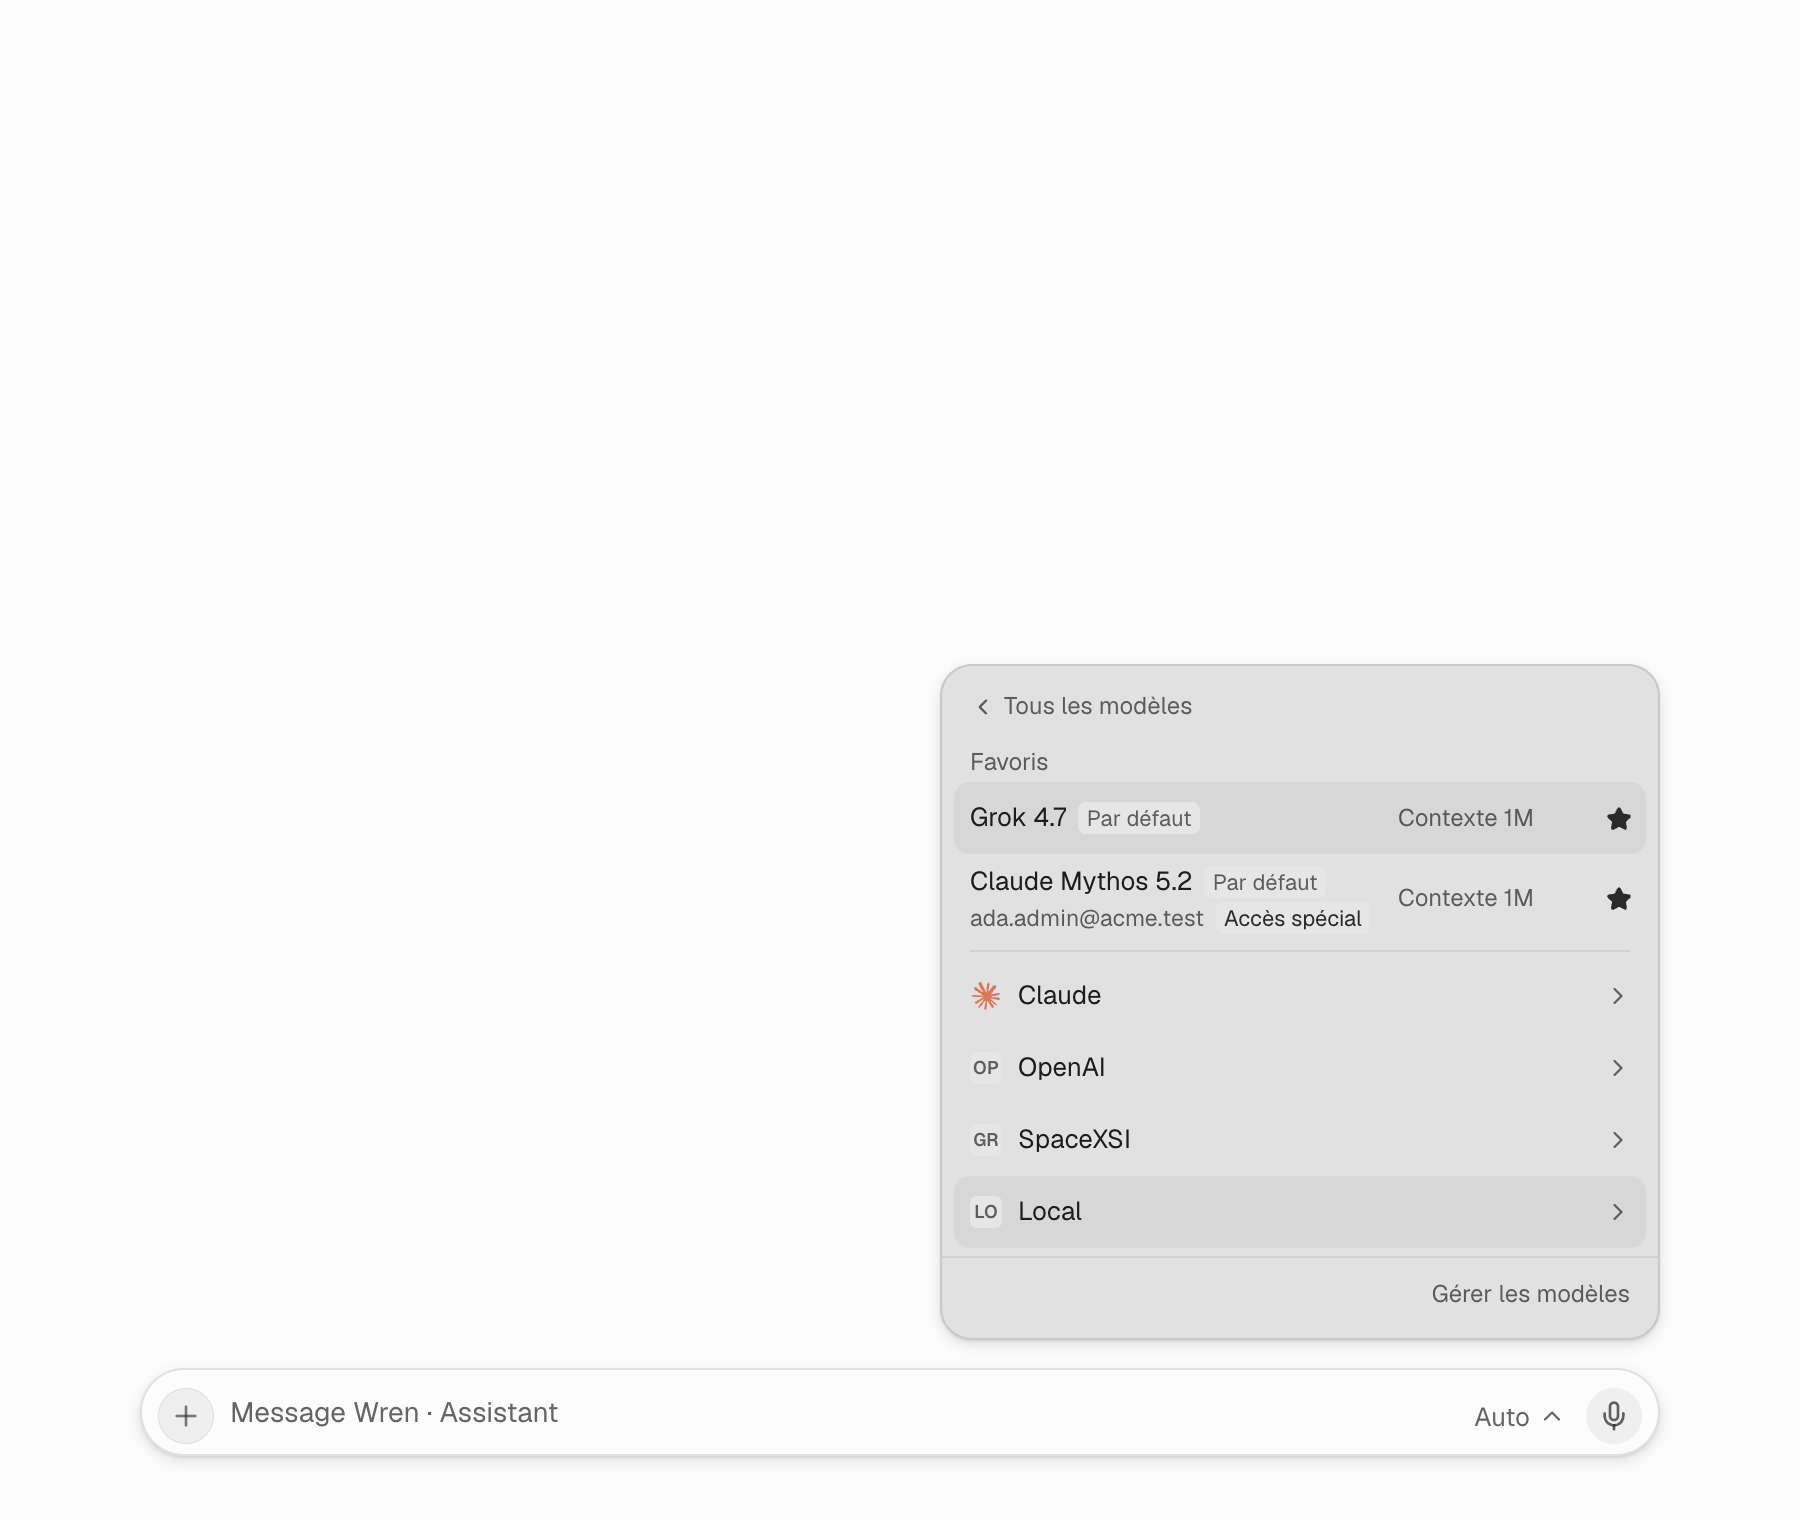 Tous les modèles
Favoris
Grok 4.7 Par défaut Contexte 1M
Claude Mythos 5.2 Par défaut Contexte 1M
ada.admin@acme.test Accès spécial
Claude
OP OpenAI
GR SpaceXSI
LO Local
Gérer les modèles
Message Wren · Assistant Auto